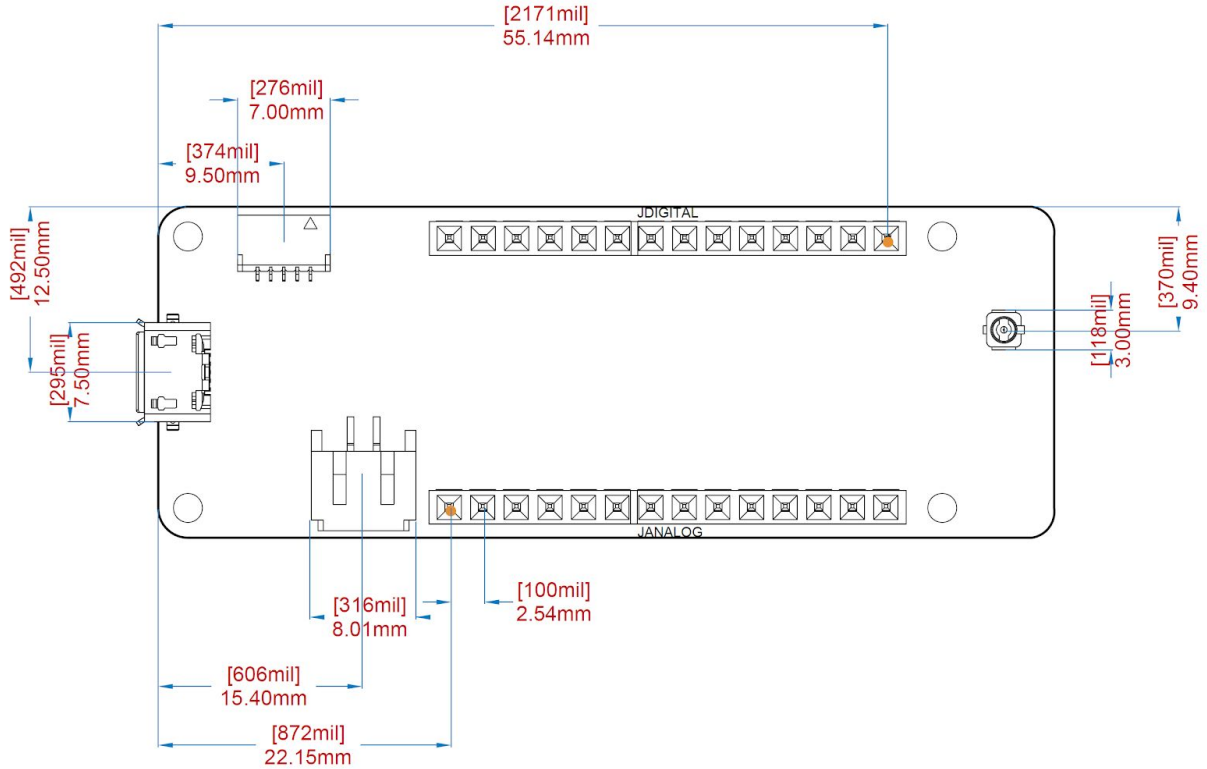 [2171mil]
55.14mm
[276mil]
7.00mm
[374mil]
9.50mm
JDIGITAL
[492mil]
12.50mm
[370mil]
9.40mm
[118mil]
3.00mm
[295mil]
7.50mm
JANALOG
[100mil]
2.54mm
[316mil]
8.01mm
[606mil]
15.40mm
[872mil]
22.15mm